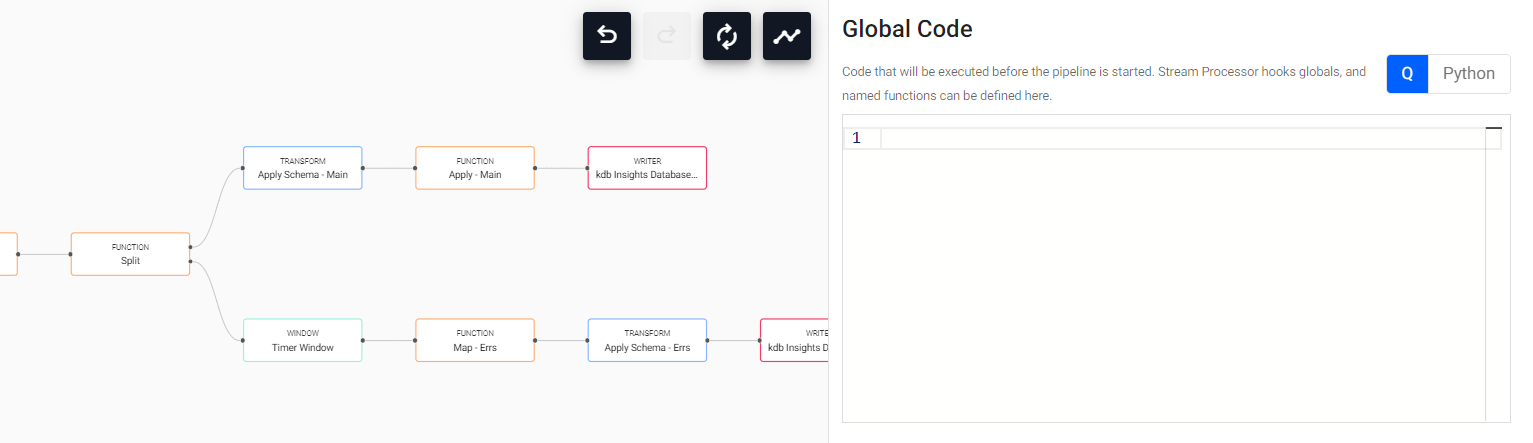 Global Code
Code that will be executed before the pipeline is started. Stream Processor hooks globals, and
named functions can be defined here.
Q Python
1
TRANSFORM
Apply Schema - Main
FUNCTION
Apply - Main
WRITER
kdb Insights Database...
FUNCTION
Split
WINDOW
Timer Window
FUNCTION
Map - Errs
TRANSFORM
Apply Schema - Errs
WRITE
kdb Insights D